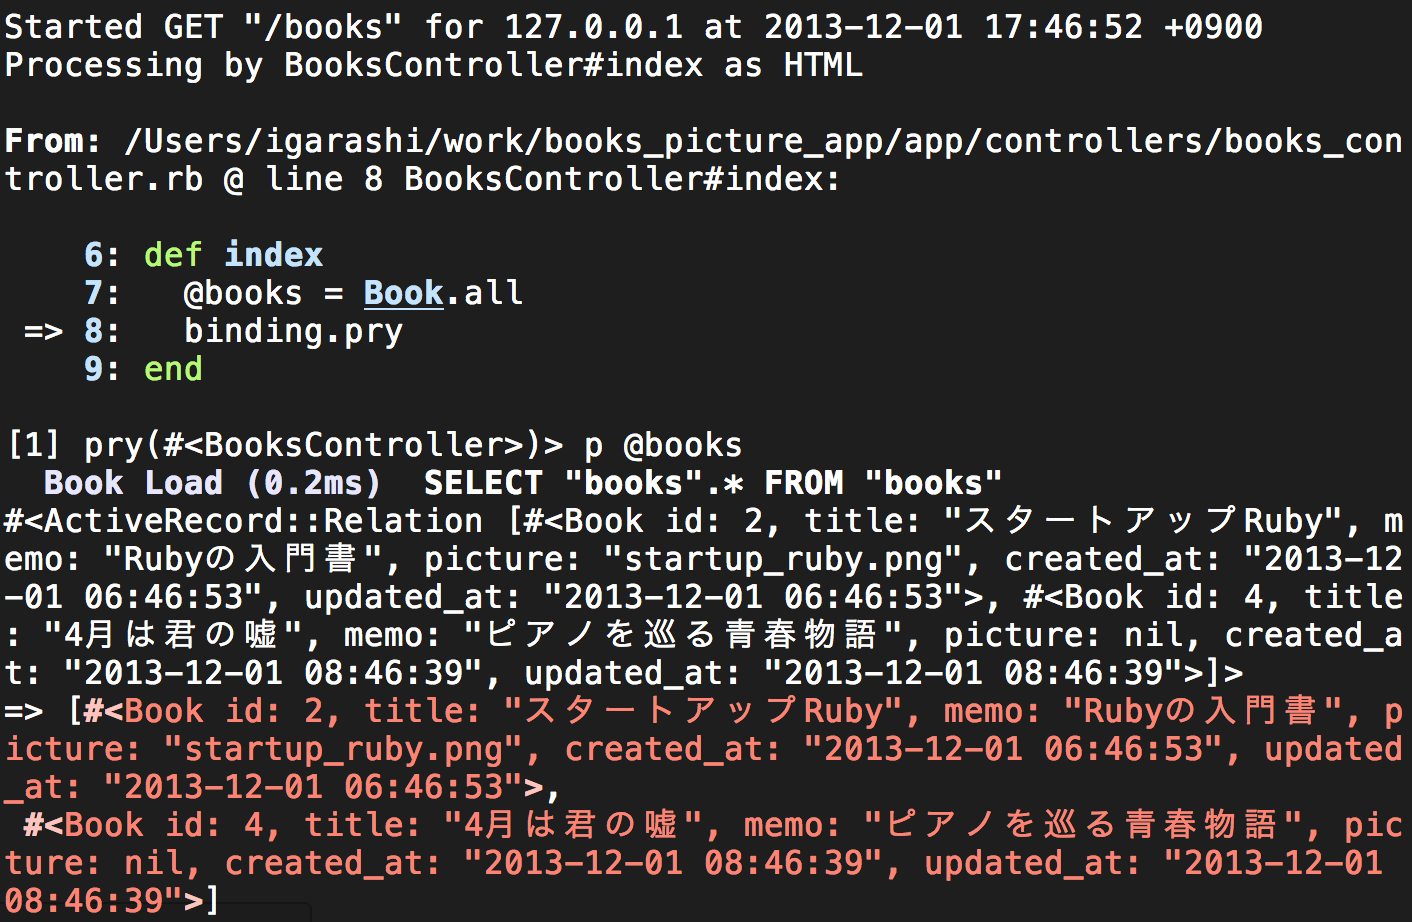 Started GET "/books" for 127.0.0.1 at 2013-12-01 17:46:52 +0900
Processing by BooksController#index as HTML
From: /Users/igarashi/work/books_picture_app/app/controllers/books_con
troller.rb @ line 8 BooksController#index:
6: def index
7: @books = Book.all
=> 8: binding.pry
9: end
[1] pry(#<BooksController>)> p @books
Book Load (0.2ms) SELECT "books".* FROM "books"
#<ActiveRecord::Relation [#<Book id: 2, title: "スタートアップRuby", m
emo: "Rubyの入門書", picture: "startup_ruby.png", created_at: "2013-12
-01 06:46:53", updated_at: "2013-12-01 06:46:53">, #<Book id: 4, title
: "4月は君の嘘", memo: "ピアノを巡る青春物語", picture: nil, created_a
t: "2013-12-01 08:46:39", updated_at: "2013-12-01 08:46:39">]>
=> [#<Book id: 2, title: "スタートアップRuby", memo: "Rubyの入門書", p
icture: "startup_ruby.png", created_at: "2013-12-01 06:46:53", updated
_at: "2013-12-01 06:46:53">,
#<Book id: 4, title: "4月は君の嘘", memo: "ピアノを巡る青春物語", pic
ture: nil, created_at: "2013-12-01 08:46:39", updated_at: "2013-12-01
08:46:39">]